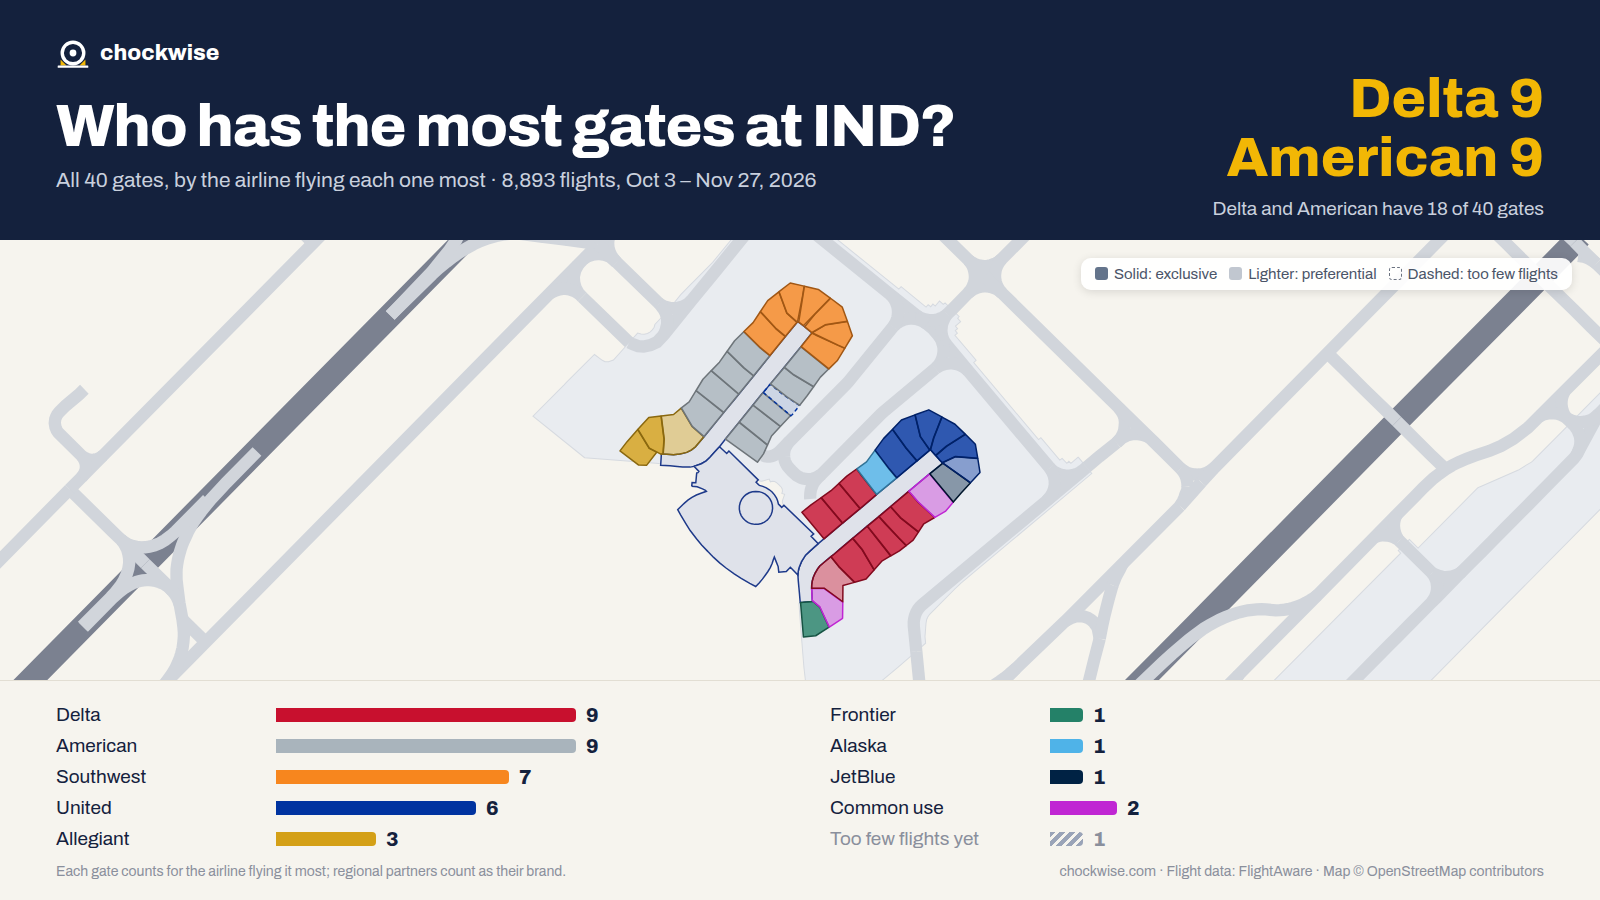 chockwise
Who has the most gates at IND?
All 40 gates, by the airline flying each one most · 8,893 flights, Oct 3 – Nov 27, 2026
Delta 9
American 9
Delta and American have 18 of 40 gates
Solid: exclusive Lighter: preferential Dashed: too few flights
Delta 9
American 9
Southwest 7
United 6
Allegiant 3
Frontier 1
Alaska 1
JetBlue 1
Common use 2
Too few flights yet 1
Each gate counts for the airline flying it most; regional partners count as their brand.
chockwise.com · Flight data: FlightAware · Map © OpenStreetMap contributors